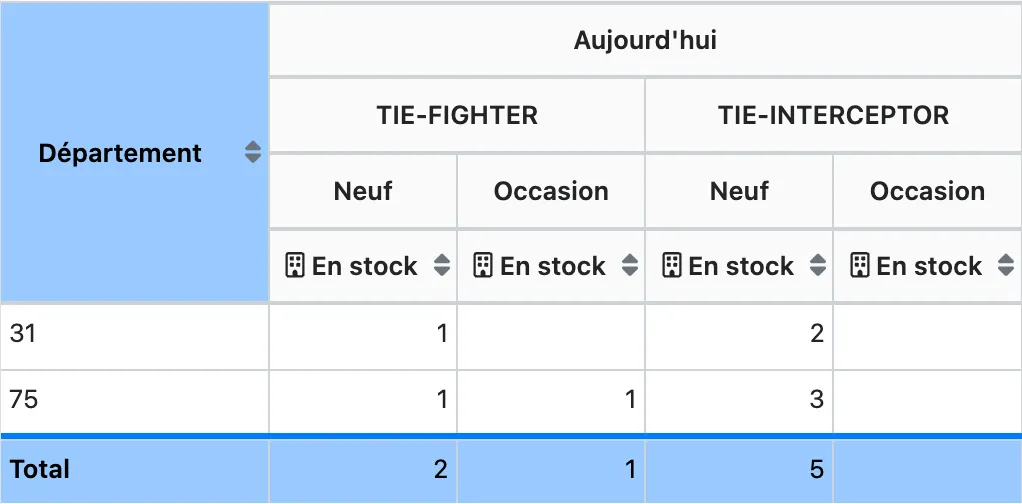 Aujourd'hui
TIE-FIGHTER TIE-INTERCEPTOR
Département
Neuf Occasion Neuf Occasion
En stock En stock En stock En stock
31 1 2
75 1 1 3
Total 2 1 5